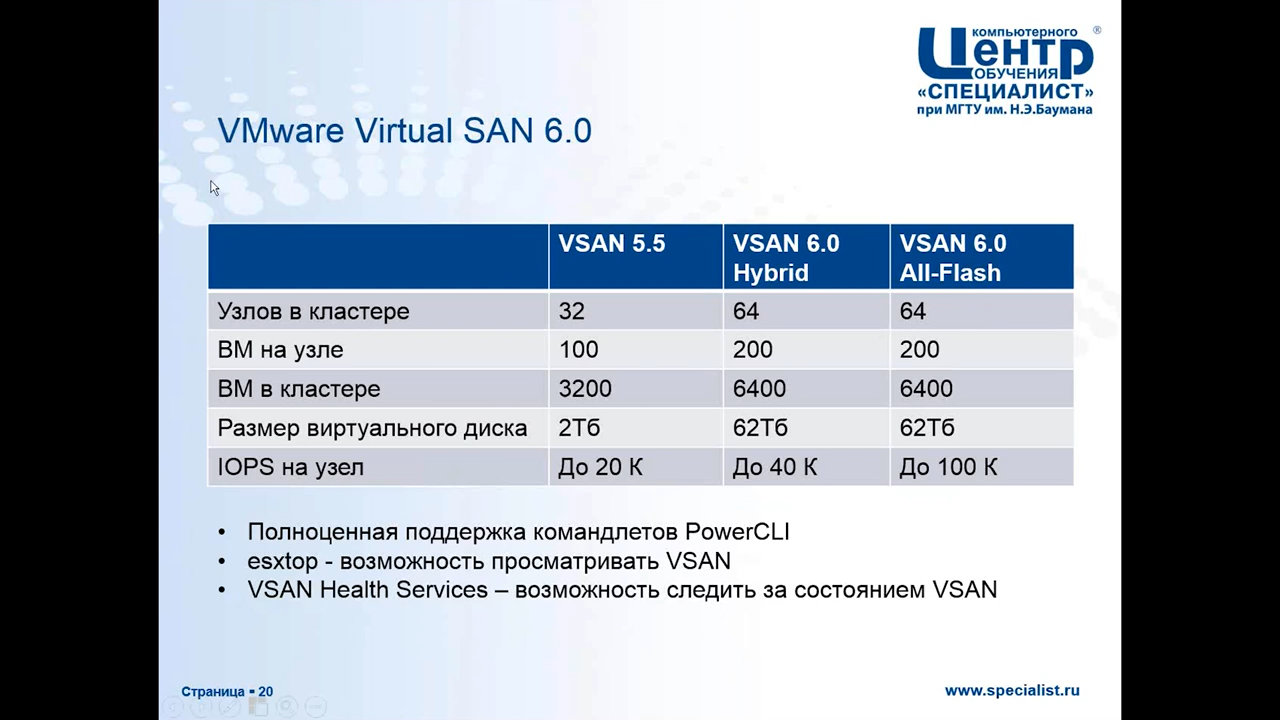 компьютерного
Центр ®
ОБУЧЕНИЯ
«СПЕЦИАЛИСТ»
при МГТУ им. Н.Э.Баумана
VMware Virtual SAN 6.0
VSAN 5.5 VSAN 6.0 Hybrid VSAN 6.0 All-Flash
Узлов в кластере 32 64 64
ВМ на узле 100 200 200
ВМ в кластере 3200 6400 6400
Размер виртуального диска 2Тб 62Тб 62Тб
IOPS на узел До 20 К До 40 К До 100 К
• Полноценная поддержка командлетов PowerCLI
• esxtop - возможность просматривать VSAN
• VSAN Health Services – возможность следить за состоянием VSAN
Страница ▪ 20
www.specialist.ru